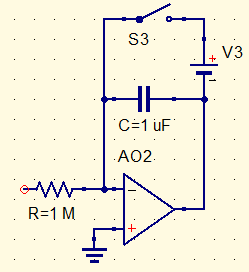 S3
V3
+
−
C=1 uF
AO2
R=1 M
−
+